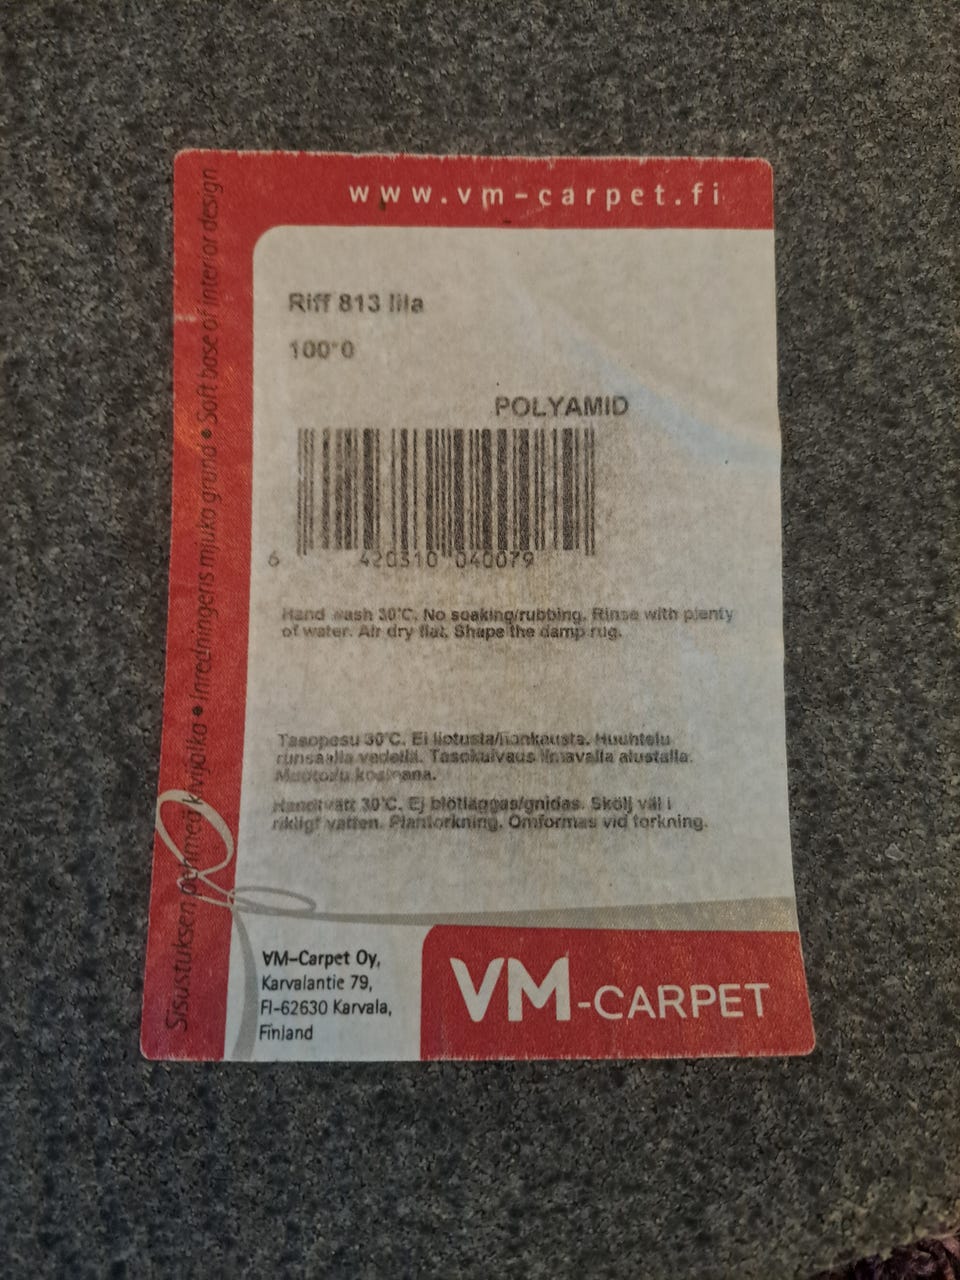 www.vm-carpet.fi
Sisustuksen pehmeä kivijalka • Inredningens mjuka grund • Soft base of interior design
Riff 813 lila
100*0
POLYAMID
6 420310 040079
Hand wash 30°C. No soaking/rubbing. Rinse with plenty
of water. Air dry flat. Shape the damp rug.
Tasopesu 30°C. Ei liotusta/hankausta. Huuhtelu
runsaalla vedellä. Tasokuivaus ilmavalla alustalla.
Muotoilu kosteana.
Handtvätt 30°C. Ej blötläggas/gnidas. Skölj väl i
rikligt vatten. Plantorkning. Omformas vid torkning.
VM-Carpet Oy,
Karvalantie 79,
FI-62630 Karvala,
Finland
VM-CARPET